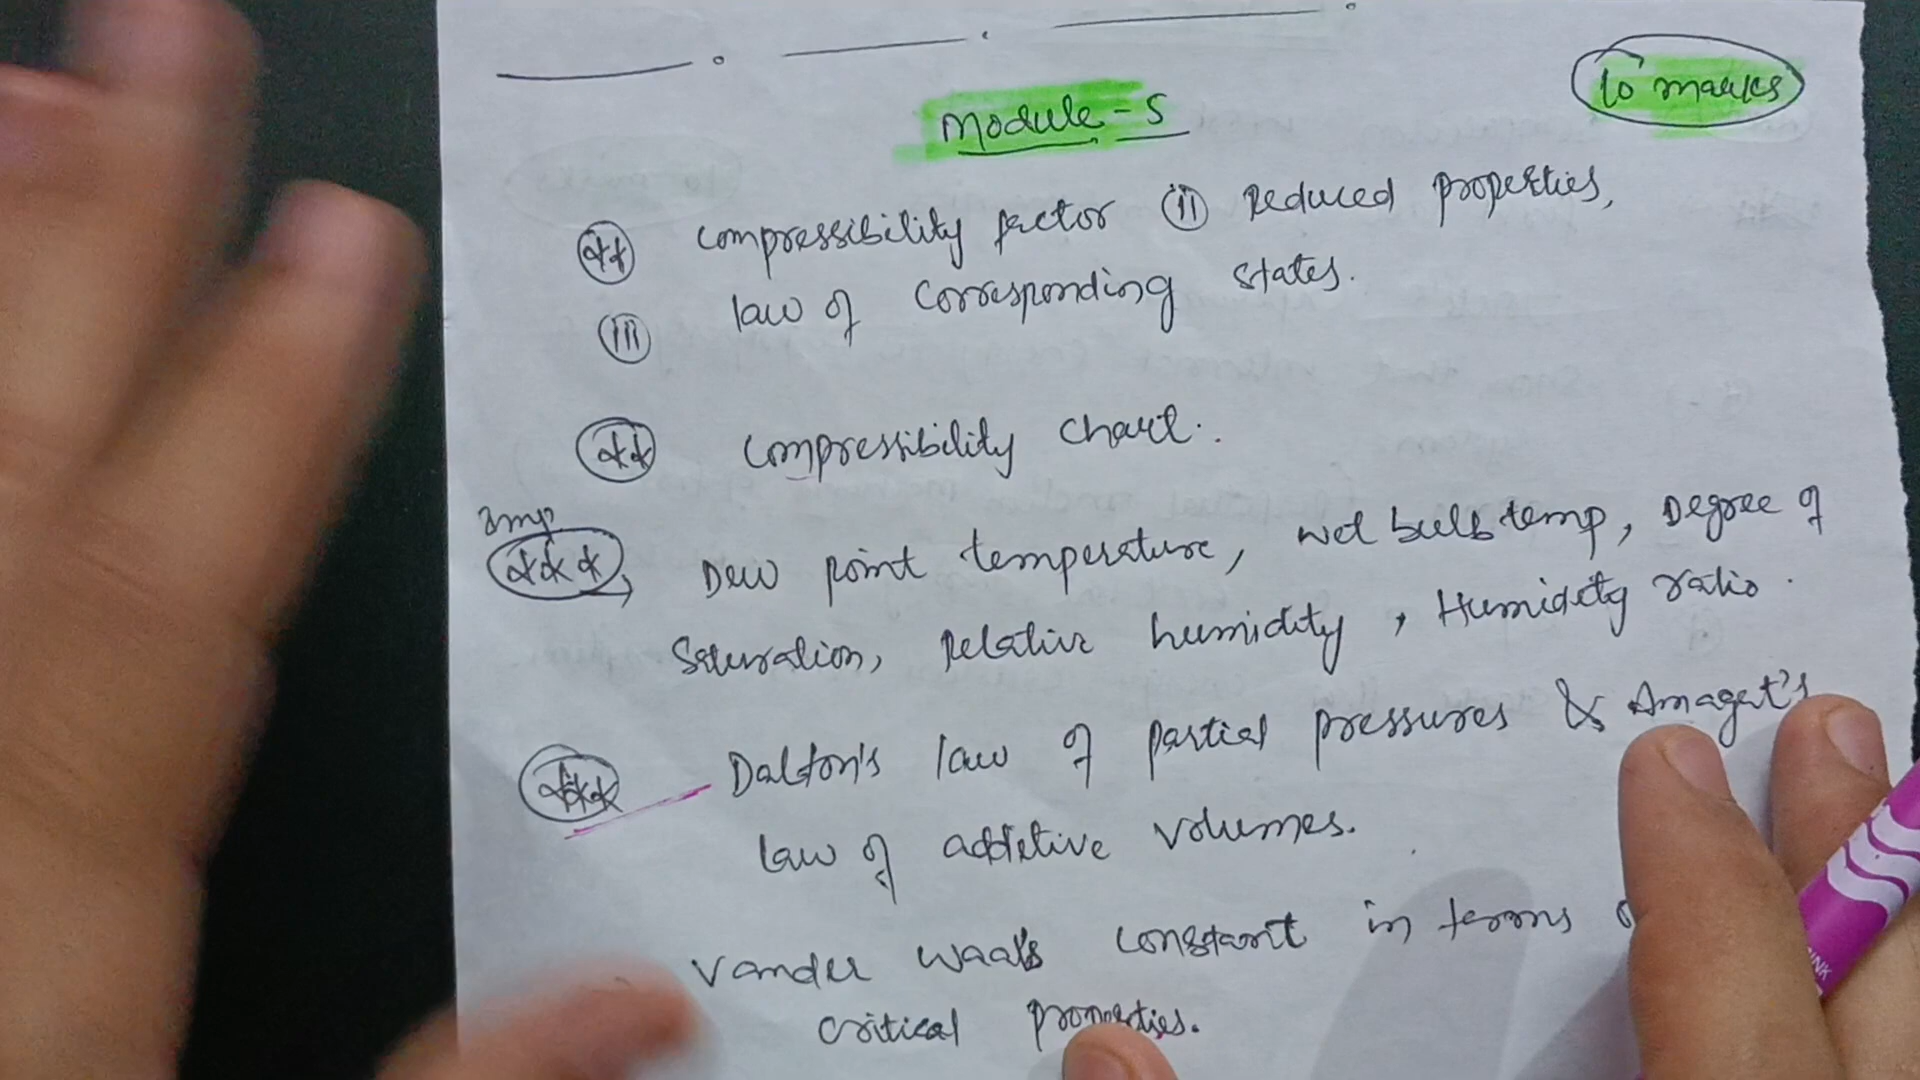 Module - 5
10 marks
** compressibility factor (ii) Reduced properties,
(iii) law of corresponding states.
** compressibility chart.
Imp
*** Dew point temperature, wet bulb temp, Degree of
Saturation, Relative humidity, Humidity ratio.
*** Dalton's law of partial pressures & Amagat's
law of additive volumes.
Vander Waals constant in terms
critical properties.
INK